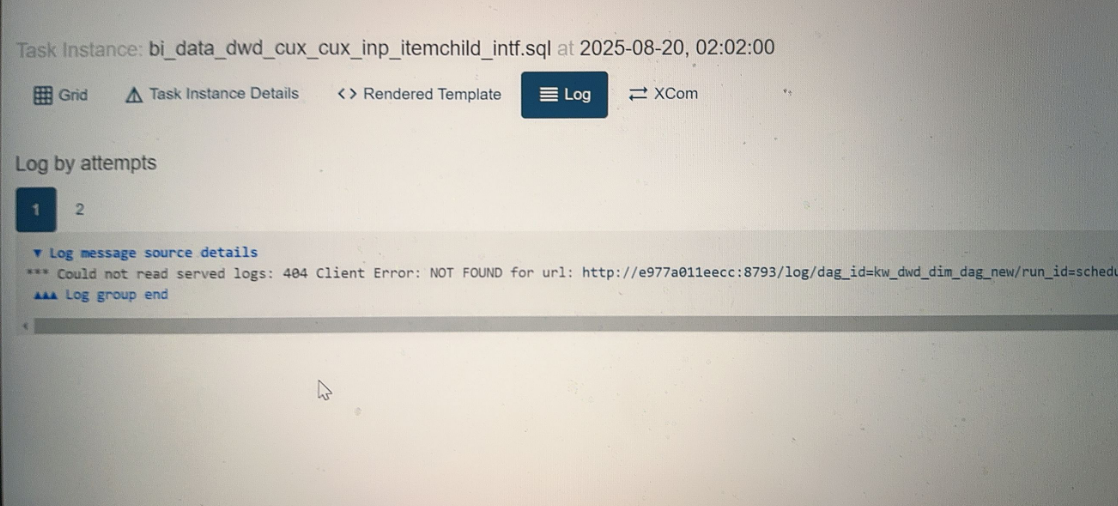 Task Instance: bi_data_dwd_cux_cux_inp_itemchild_intf.sql at 2025-08-20, 02:02:00
Grid Task Instance Details <> Rendered Template Log XCom
Log by attempts
1 2
▼ Log message source details
*** Could not read served logs: 404 Client Error: NOT FOUND for url: http://e977a011eecc:8793/log/dag_id=kw_dwd_dim_dag_new/run_id=schedu
▲▲▲ Log group end